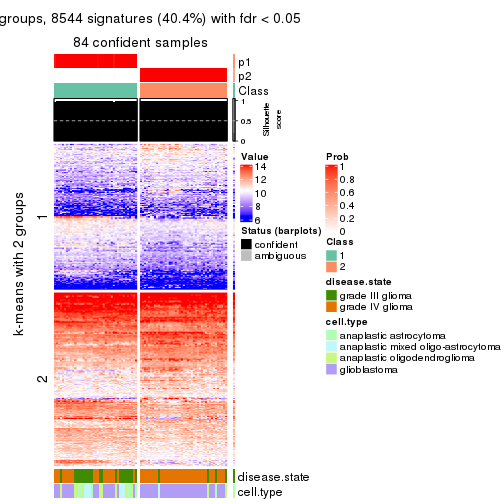 groups, 8544 signatures (40.4%) with fdr < 0.05
84 confident samples
p1
p2
Class
1
0.5
0
Silhouette
score
k-means with 2 groups
1
2
Value
14
12
10
8
6
Status (barplots)
confident
ambiguous
Prob
1
0.8
0.6
0.4
0.2
0
Class
1
2
disease.state
grade III glioma
grade IV glioma
cell.type
anaplastic astrocytoma
anaplastic mixed oligo-astrocytoma
anaplastic oligodendroglioma
glioblastoma
disease.state
cell.type